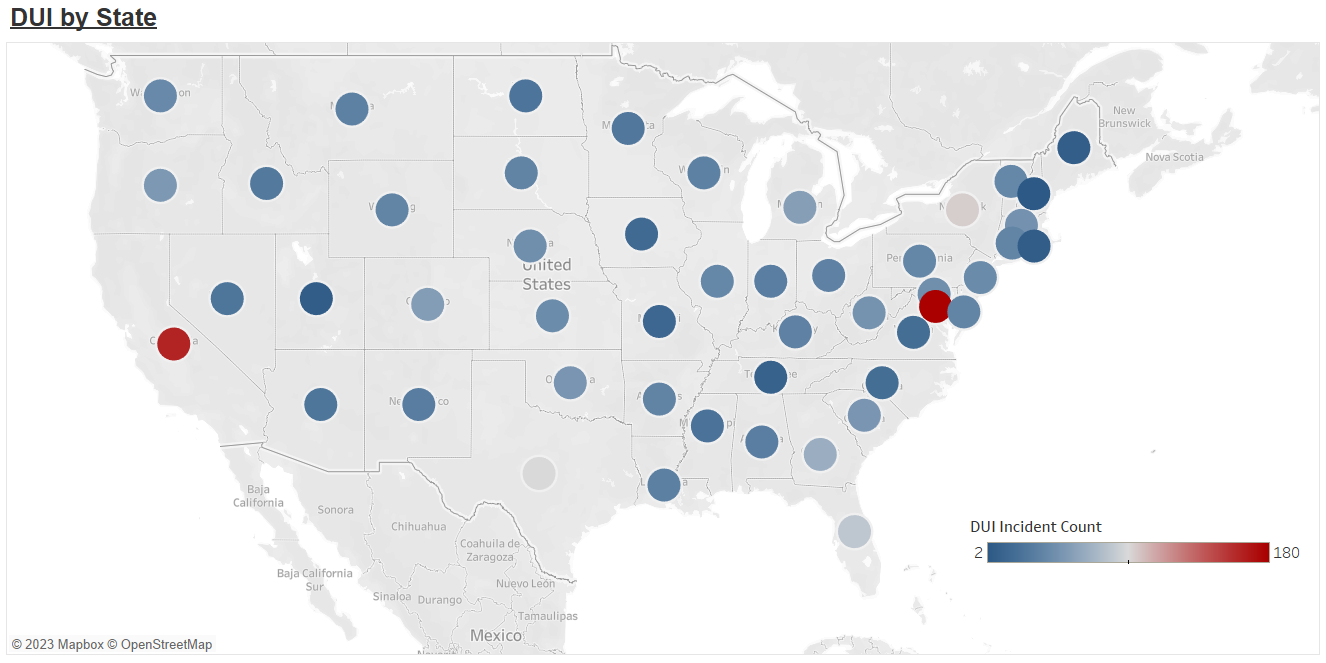 DUI by State
New
Brunswick
Nova Scotia
United
States
Baja
California
Sonora
Chihuahua
Coahuila de
Zaragoza
Baja California
Sur
Sinaloa
Durango
Nuevo León
Tamaulipas
Mexico
DUI Incident Count
2
180
© 2023 Mapbox © OpenStreetMap